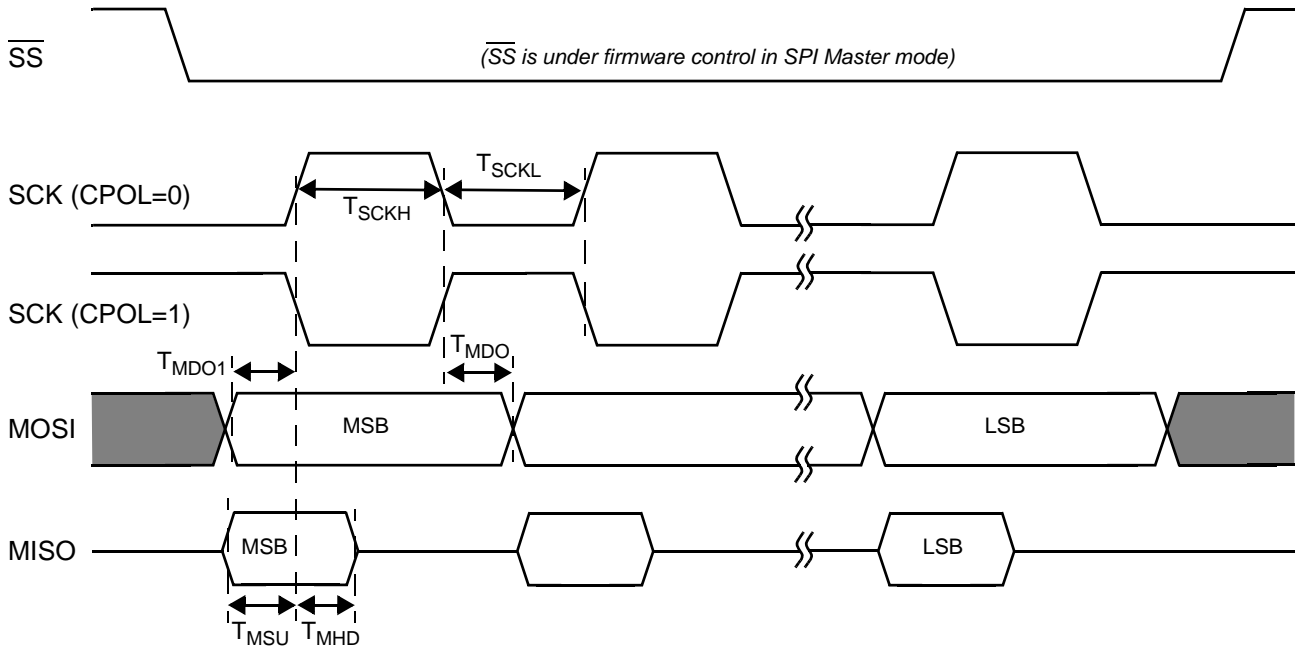 SS
(SS is under firmware control in SPI Master mode)
TSCKL
SCK (CPOL=0)
TSCKH
SCK (CPOL=1)
TMDO1
TMDO
MOSI
MSB
LSB
MISO
MSB
LSB
TMSU
TMHD